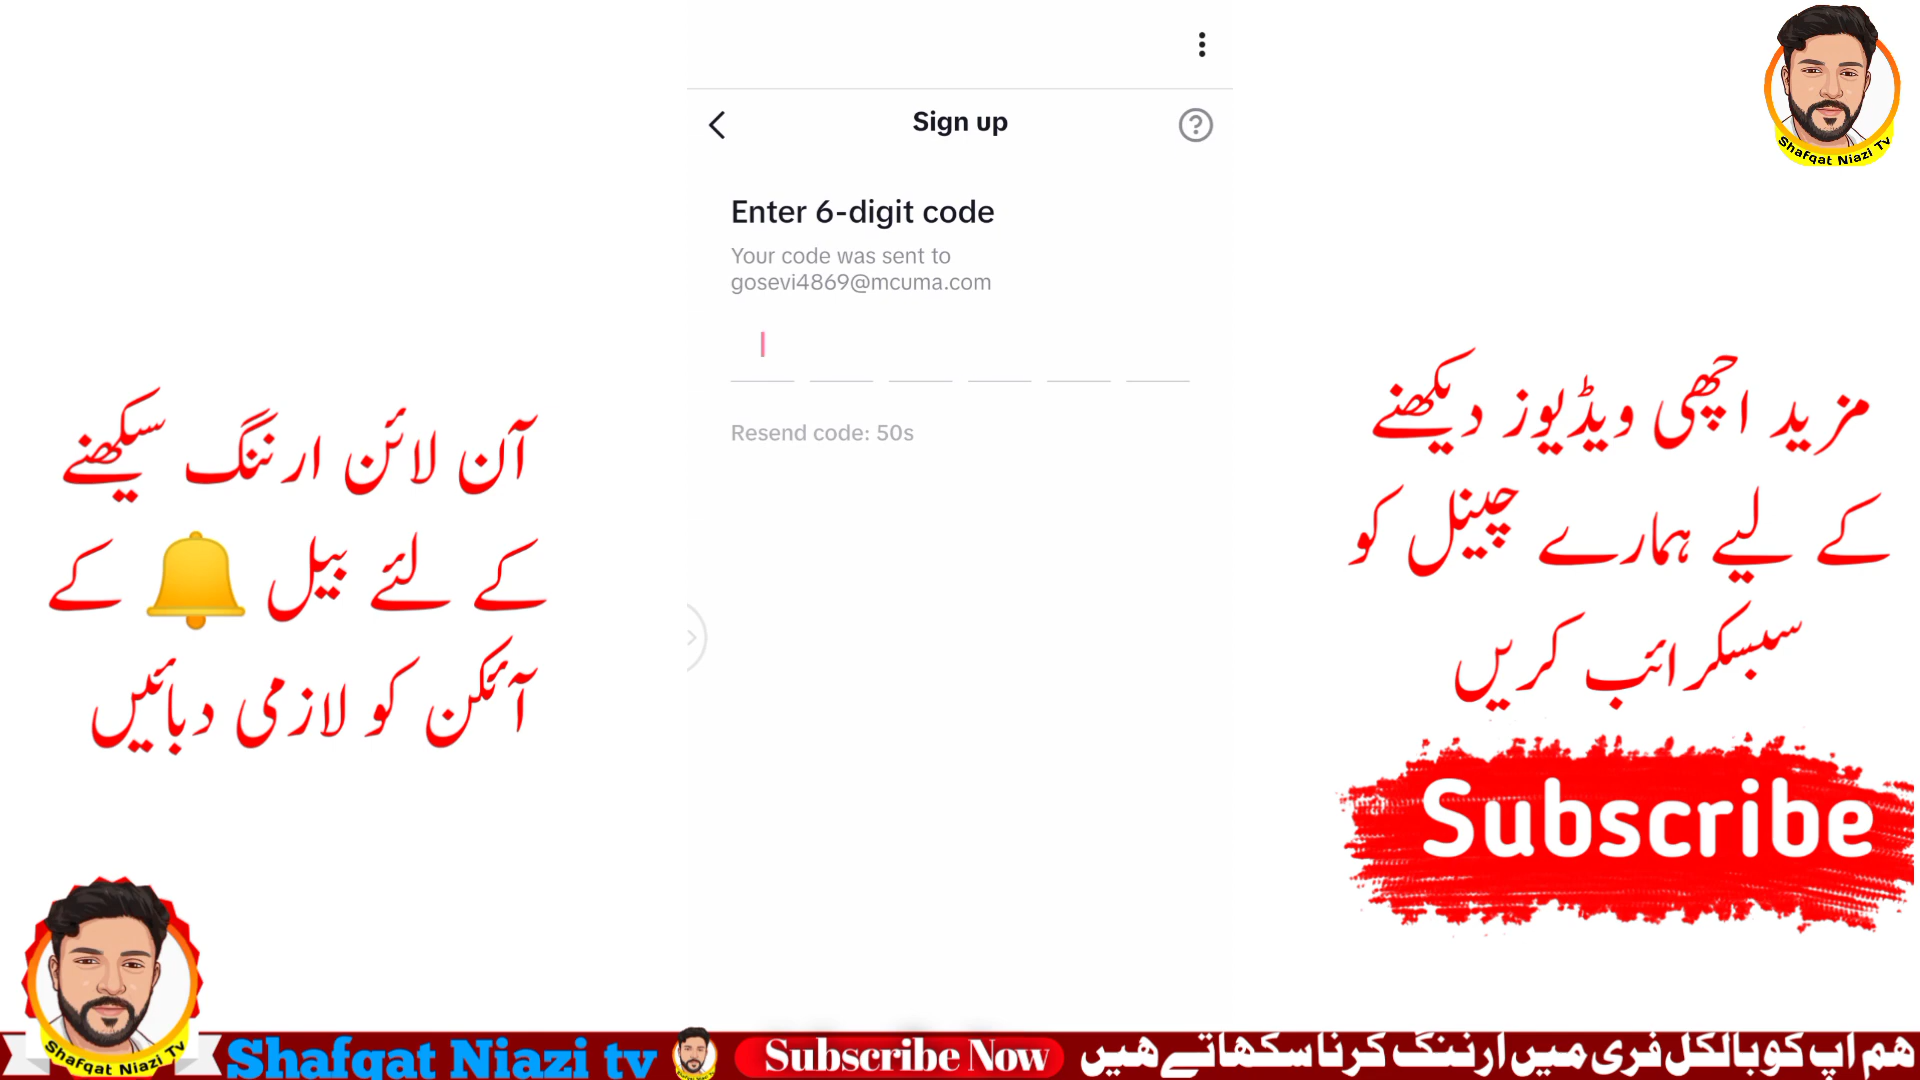 Shafqat Niazi Tv
Sign up
Enter 6-digit code
Your code was sent to
gosevi4869@mcuma.com
Resend code: 50s
آن لائن ارننگ سیکھنے
کے لئے بیل 🔔 کے
آئکن کو لازمی دبائیں
مزید اچھی ویڈیوز دیکھنے
کے لیے ہمارے چینل کو
سبسکرائب کریں
Subscribe
Shafqat Niazi Tv
Shafqat Niazi tv
Subscribe Now
ھم اپ کو بالکل فری میں ارننگ کرنا سکھاتے ھیں